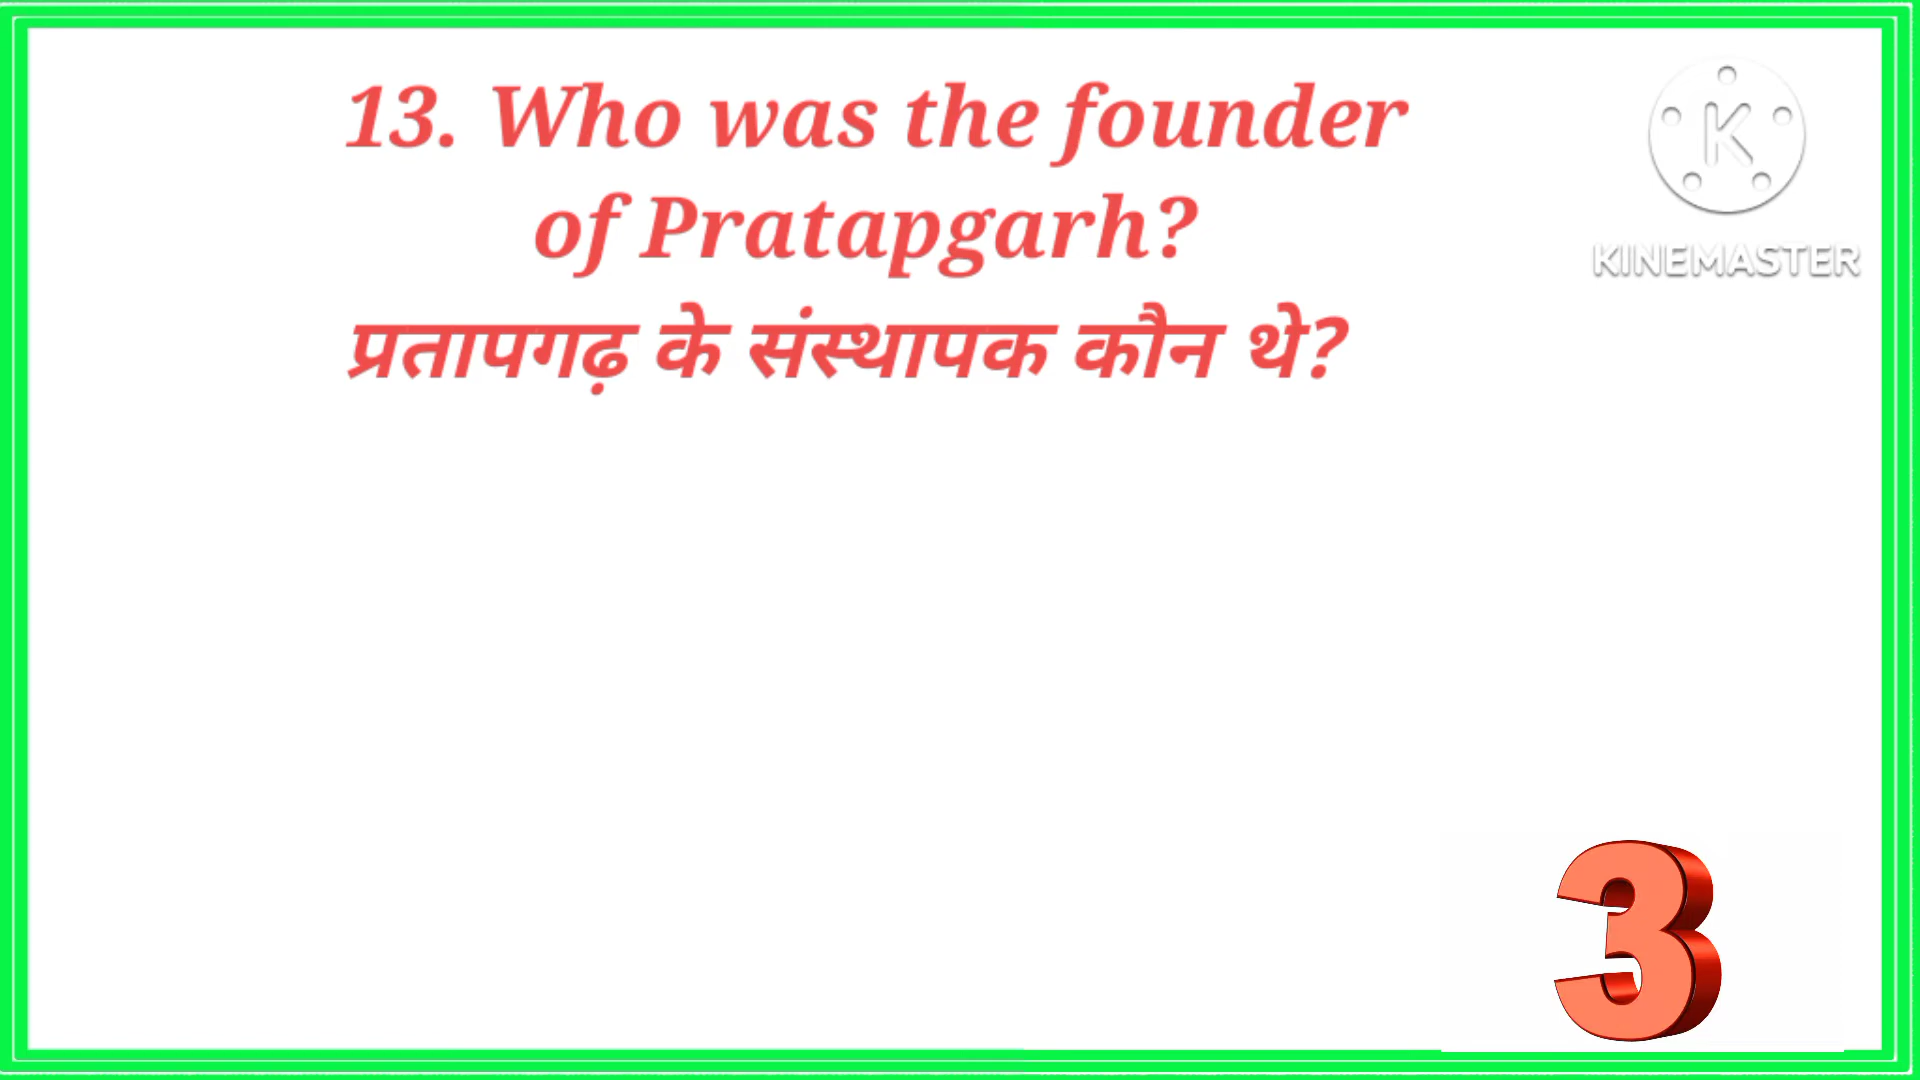 13. Who was the founder
of Pratapgarh?
प्रतापगढ़ के संस्थापक कौन थे?
K
KINEMASTER
3